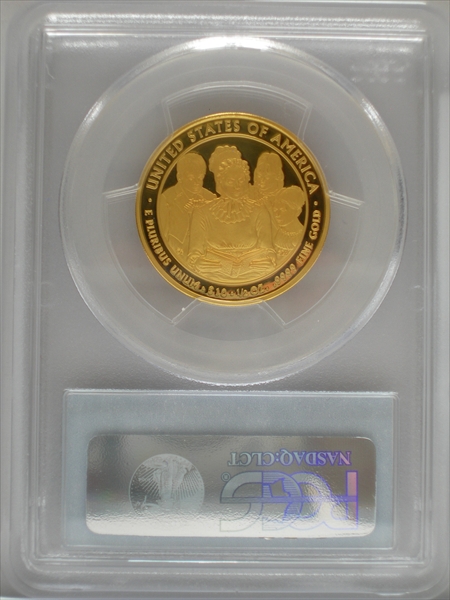 UNITED STATES OF AMERICA
E PLURIBUS UNUM · $10 · 1/2 OZ. · .9999 FINE GOLD
NASDAQ:CLCT
PCGS